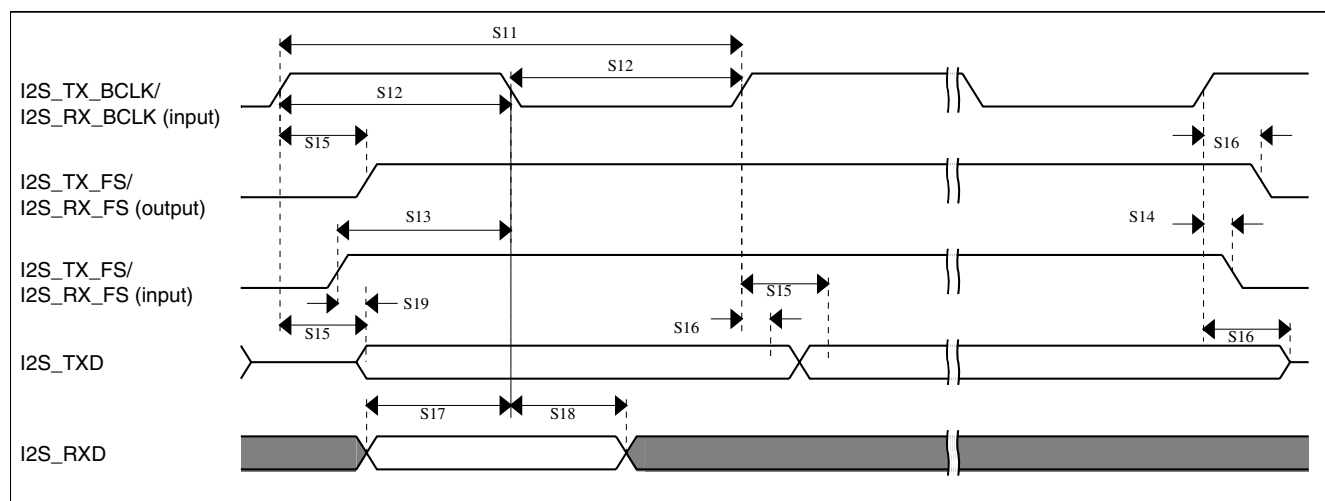 S11
I2S_TX_BCLK/
I2S_RX_BCLK (input)
S12
S12
S15
S16
I2S_TX_FS/
I2S_RX_FS (output)
S13
S14
I2S_TX_FS/
I2S_RX_FS (input)
S19
S15
S15
S16
S16
I2S_TXD
S17
S18
I2S_RXD